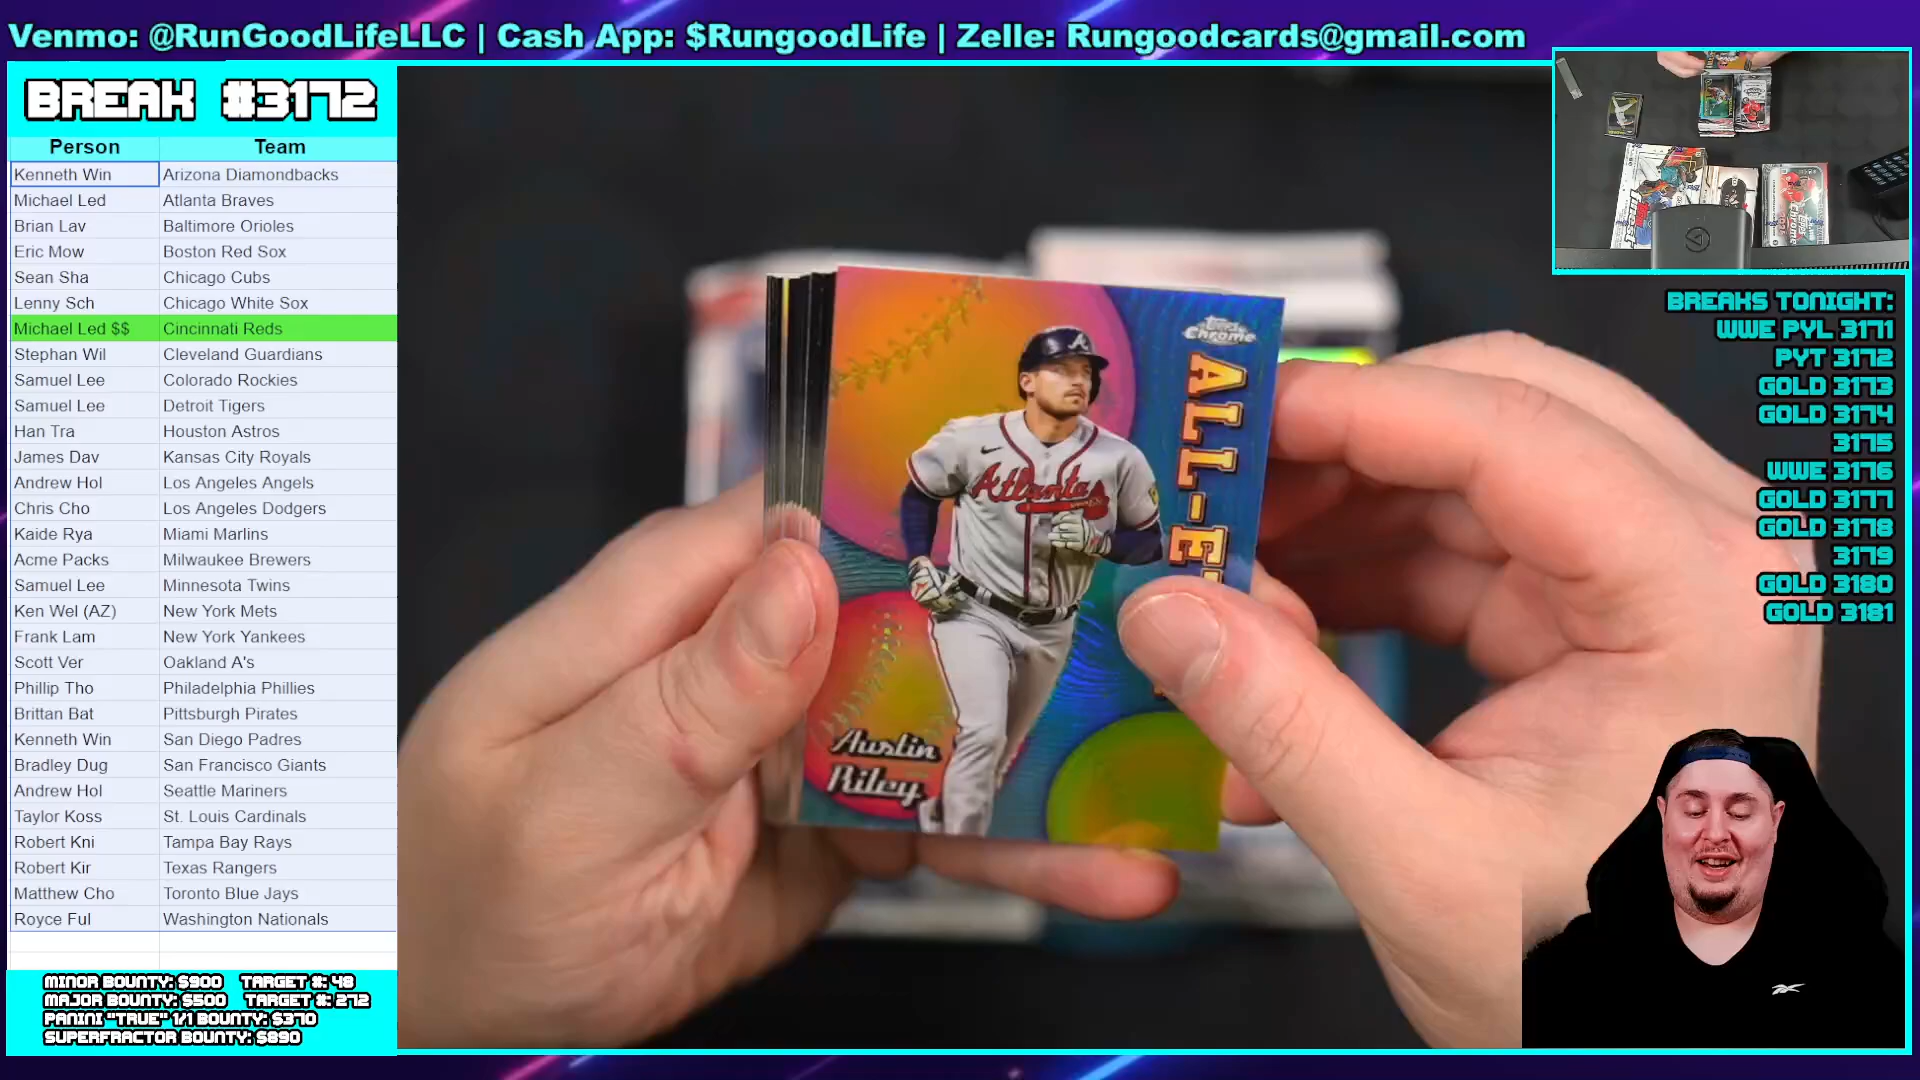 Venmo: @RunGoodLifeLLC | Cash App: $RungoodLife | Zelle: Rungoodcards@gmail.com
BREAK #3172
Person Team
Kenneth Win Arizona Diamondbacks
Michael Led Atlanta Braves
Brian Lav Baltimore Orioles
Eric Mow Boston Red Sox
Sean Sha Chicago Cubs
Lenny Sch Chicago White Sox
Michael Led $$ Cincinnati Reds
Stephan Wil Cleveland Guardians
Samuel Lee Colorado Rockies
Samuel Lee Detroit Tigers
Han Tra Houston Astros
James Dav Kansas City Royals
Andrew Hol Los Angeles Angels
Chris Cho Los Angeles Dodgers
Kaide Rya Miami Marlins
Acme Packs Milwaukee Brewers
Samuel Lee Minnesota Twins
Ken Wel (AZ) New York Mets
Frank Lam New York Yankees
Scott Ver Oakland A's
Phillip Tho Philadelphia Phillies
Brittan Bat Pittsburgh Pirates
Kenneth Win San Diego Padres
Bradley Dug San Francisco Giants
Andrew Hol Seattle Mariners
Taylor Koss St. Louis Cardinals
Robert Kni Tampa Bay Rays
Robert Kir Texas Rangers
Matthew Cho Toronto Blue Jays
Royce Ful Washington Nationals
MINOR BOUNTY: $900 TARGET #: 48
MAJOR BOUNTY: $500 TARGET #: 272
PANINI "TRUE" 1/1 BOUNTY: $370
SUPERFRACTOR BOUNTY: $890
Topps
Chrome
ALL-E
A
Atlanta
Austin
Riley
BREAKS TONIGHT:
WWE PYL 3171
PYT 3172
GOLD 3173
GOLD 3174
3175
WWE 3176
GOLD 3177
GOLD 3178
3179
GOLD 3180
GOLD 3181